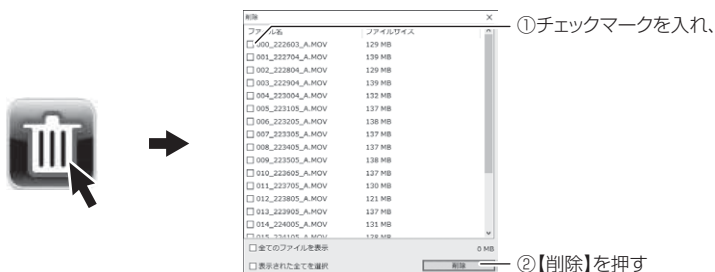 削除
ファイル名 ファイルサイズ
①チェックマークを入れ、
000_222603_A.MOV 129 MB
001_222704_A.MOV 139 MB
002_222804_A.MOV 129 MB
003_222904_A.MOV 139 MB
004_223004_A.MOV 132 MB
005_223105_A.MOV 137 MB
006_223205_A.MOV 138 MB
007_223305_A.MOV 137 MB
008_223405_A.MOV 137 MB
009_223505_A.MOV 138 MB
010_223605_A.MOV 137 MB
011_223705_A.MOV 130 MB
012_223805_A.MOV 121 MB
013_223905_A.MOV 137 MB
014_224005_A.MOV 131 MB
015_224105_A.MOV 128 MB
全てのファイルを表示 0 MB
表示された全てを選択 削除
②【削除】を押す